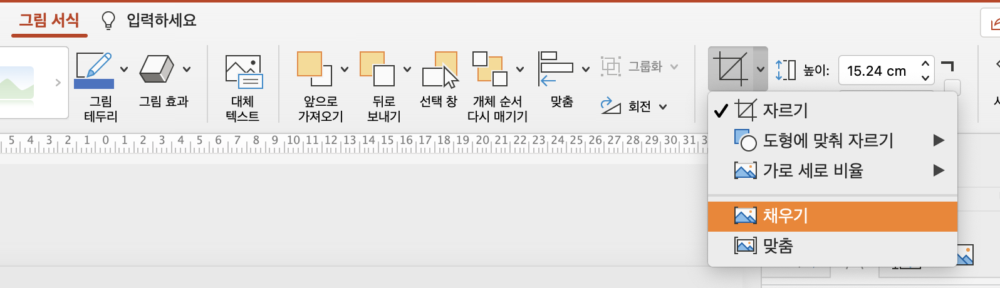 그림 서식
입력하세요
그림
테두리
그림 효과
대체
텍스트
앞으로
가져오기
뒤로
보내기
선택 창
개체 순서
다시 매기기
맞춤
그룹화
회전
높이:
15.24 cm
5 4 3 2 1 0 1 2 3 4 5 6 7 8 9 10 11 12 13 14 15 16 17 18 19 20 21 22 23 24 25 26 27 28 29 30 31
자르기
도형에 맞춰 자르기
가로 세로 비율
채우기
맞춤